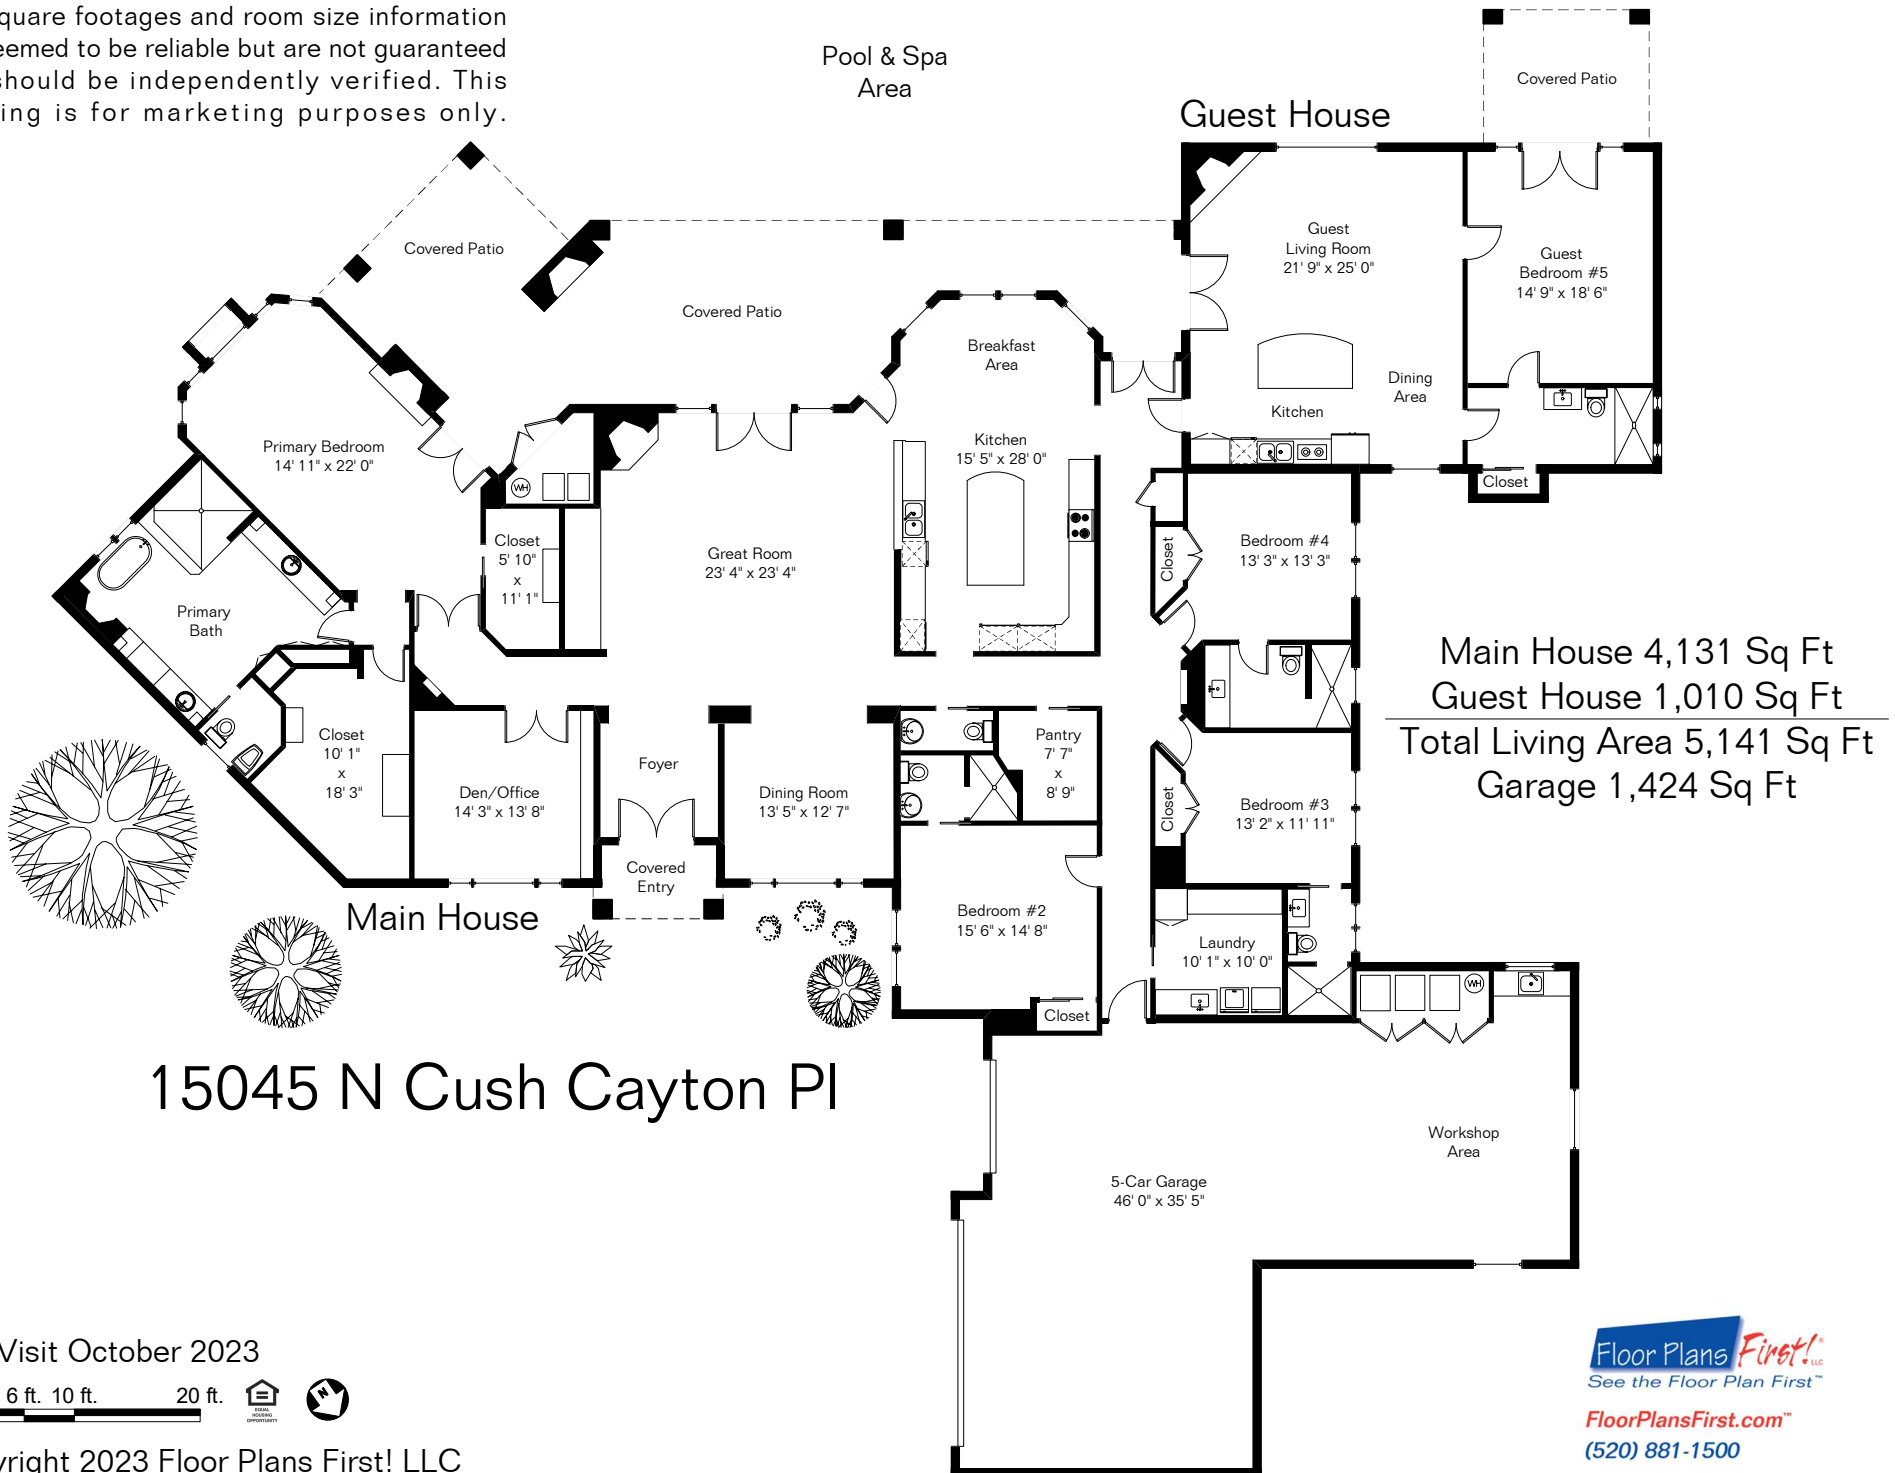 quare footages and room size information
eemed to be reliable but are not guaranteed
should be independently verified. This
ing is for marketing purposes only.
Pool & Spa
Area
Guest House
Covered Patio
Covered Patio
Covered Patio
Guest
Living Room
21' 9" x 25' 0"
Guest
Bedroom #5
14' 9" x 18' 6"
Breakfast
Area
Dining
Area
Kitchen
Primary Bedroom
14' 11" x 22' 0"
Kitchen
15' 5" x 28' 0"
WH
Closet
Closet
5' 10"
x
11' 1"
Great Room
23' 4" x 23' 4"
Closet
Bedroom #4
13' 3" x 13' 3"
Primary
Bath
Main House 4,131 Sq Ft
Guest House 1,010 Sq Ft
Total Living Area 5,141 Sq Ft
Garage 1,424 Sq Ft
Closet
10' 1"
x
18' 3"
Den/Office
14' 3" x 13' 8"
Foyer
Dining Room
13' 5" x 12' 7"
Pantry
7' 7"
x
8' 9"
Closet
Bedroom #3
13' 2" x 11' 11"
Covered
Entry
Main House
Bedroom #2
15' 6" x 14' 8"
Laundry
10' 1" x 10' 0"
WH
Closet
15045 N Cush Cayton Pl
Workshop
Area
5-Car Garage
46' 0" x 35' 5"
Visit October 2023
6 ft. 10 ft. 20 ft.
EQUAL
HOUSING
OPPORTUNITY
N
yright 2023 Floor Plans First! LLC
Floor Plans First! LLC
See the Floor Plan First™
FloorPlansFirst.com™
(520) 881-1500